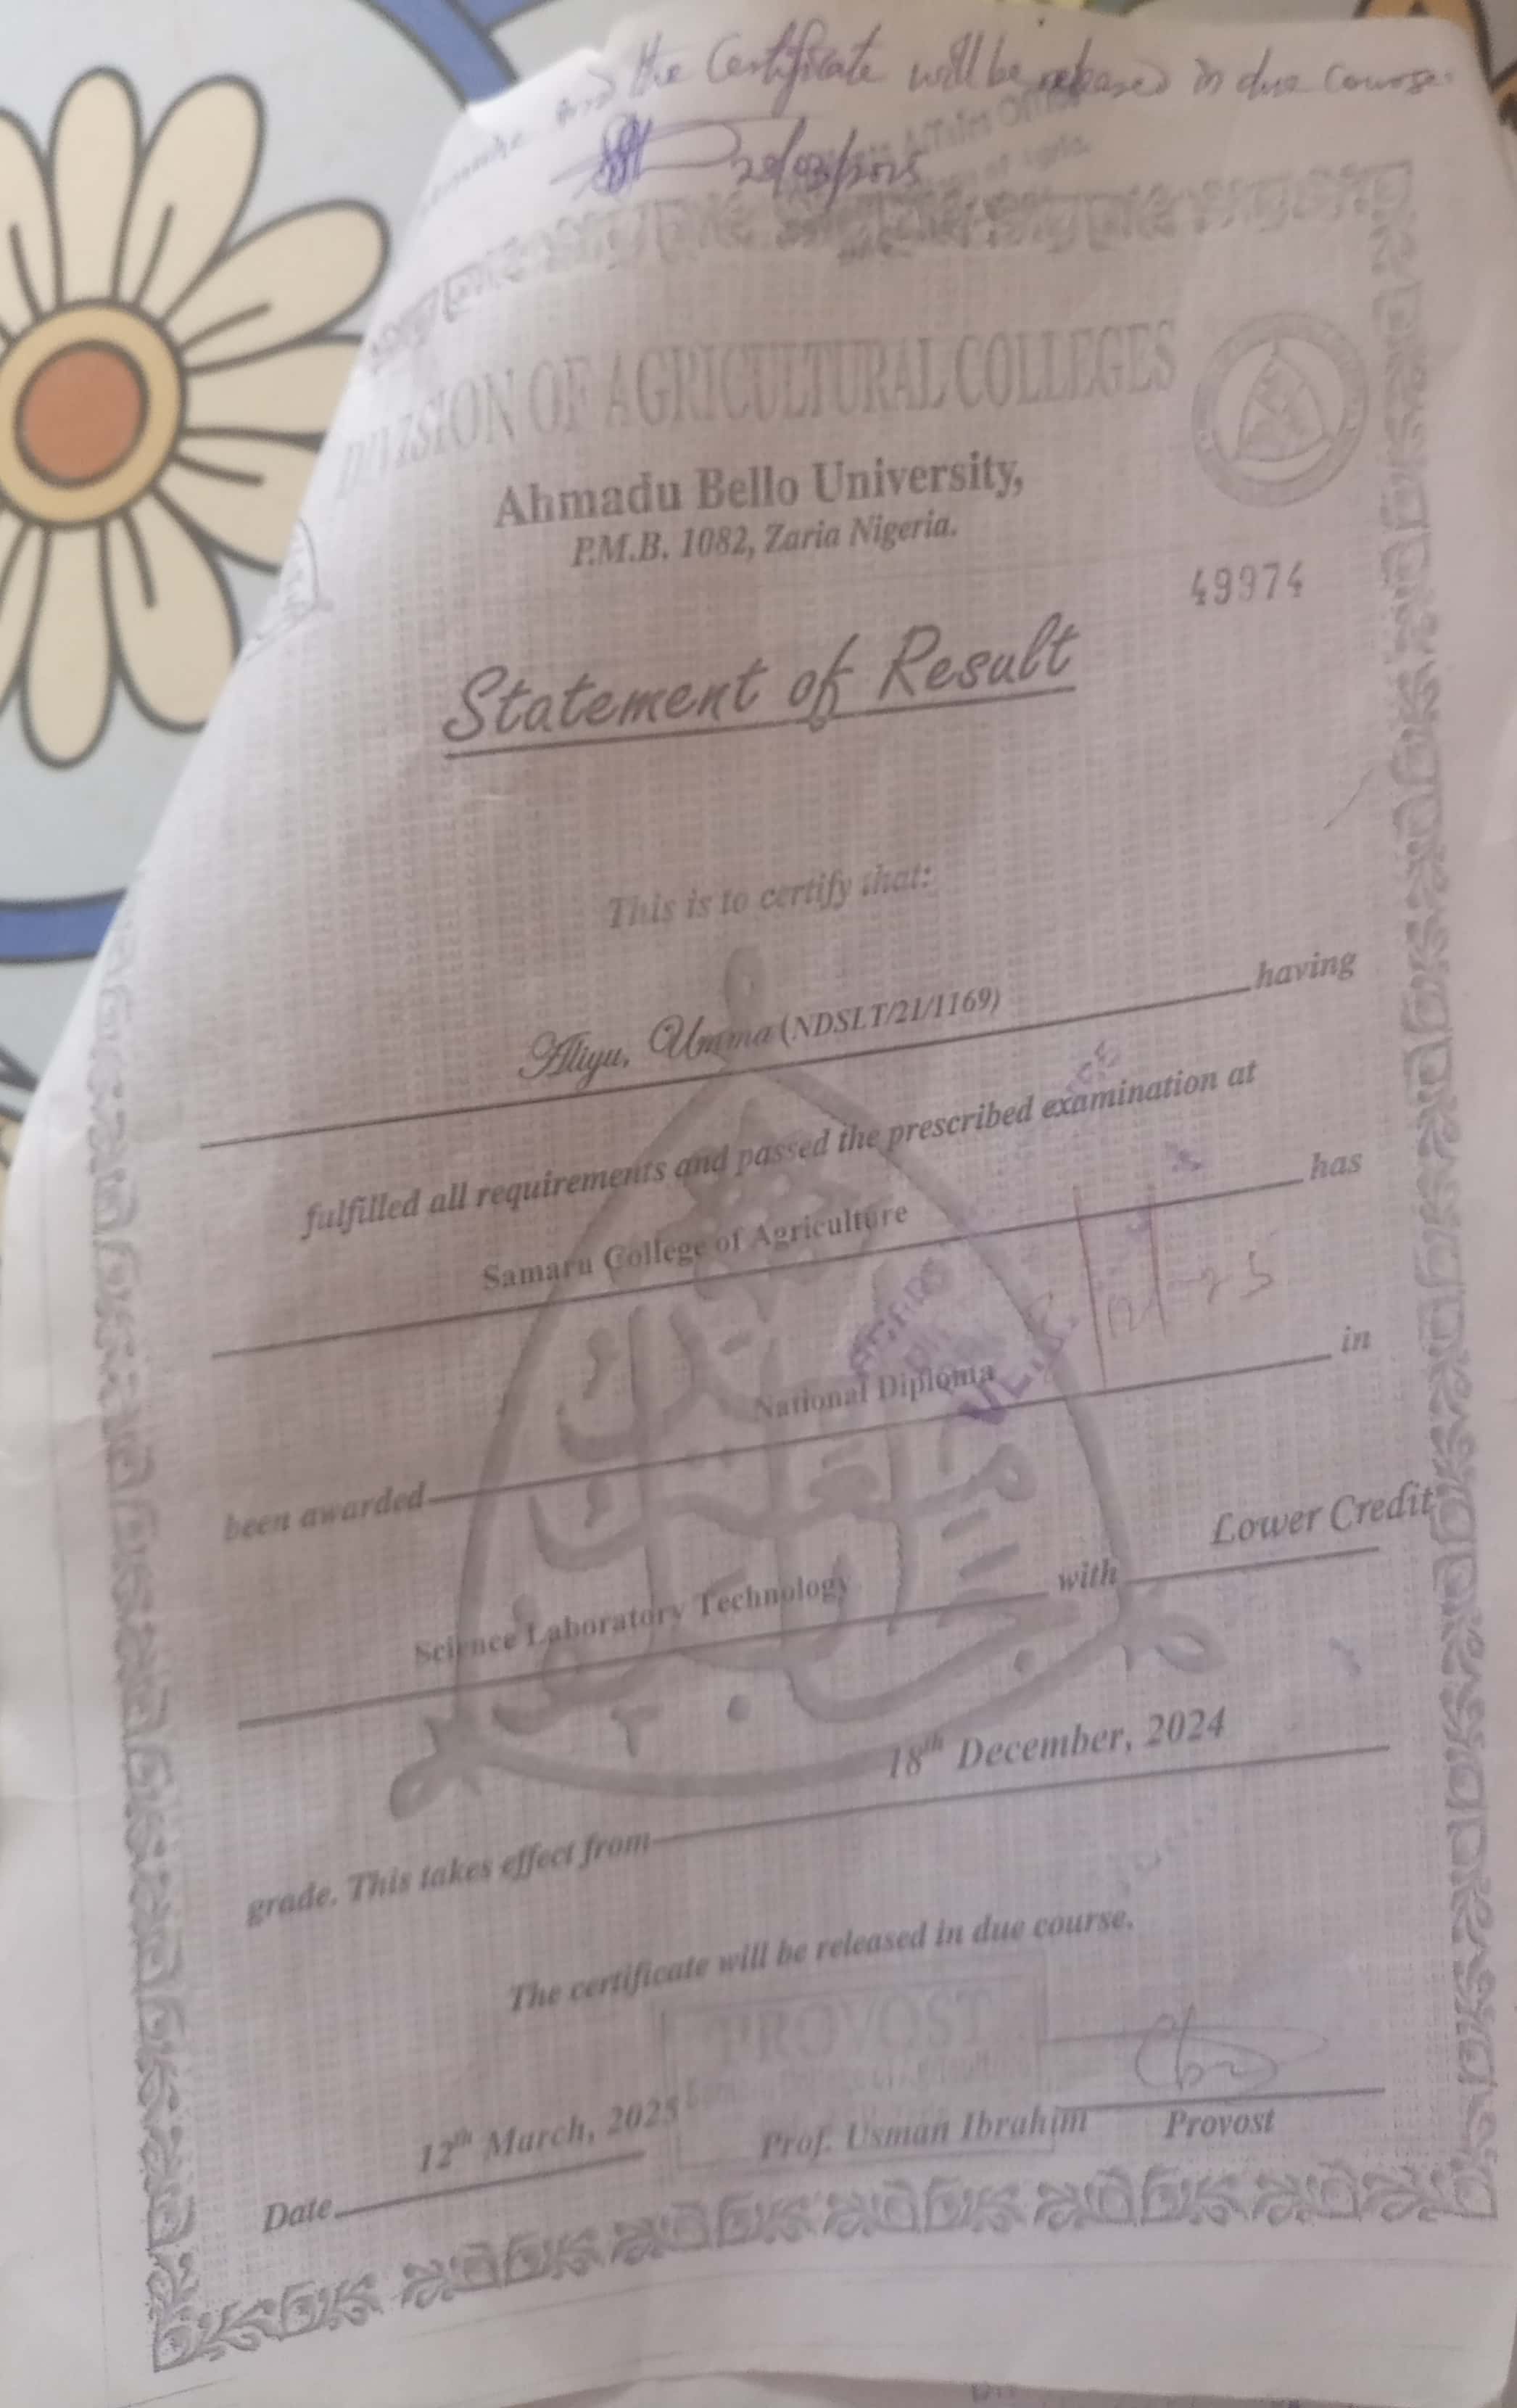 and the Certificate will be released in due course.
28/03/2025
DIVISION OF AGRICULTURAL COLLEGES
Ahmadu Bello University,
P.M.B. 1082, Zaria Nigeria.
49974
Statement of Result
This is to certify that:
Aliyu, Umma (NDSLT/21/1169) having
fulfilled all requirements and passed the prescribed examination at
Samaru College of Agriculture has
been awarded National Diploma in
Science Laboratory Technology with Lower Credit
grade. This takes effect from 18th December, 2024
The certificate will be released in due course.
PROVOST
Date 12th March, 2025 Prof. Usman Ibrahim Provost